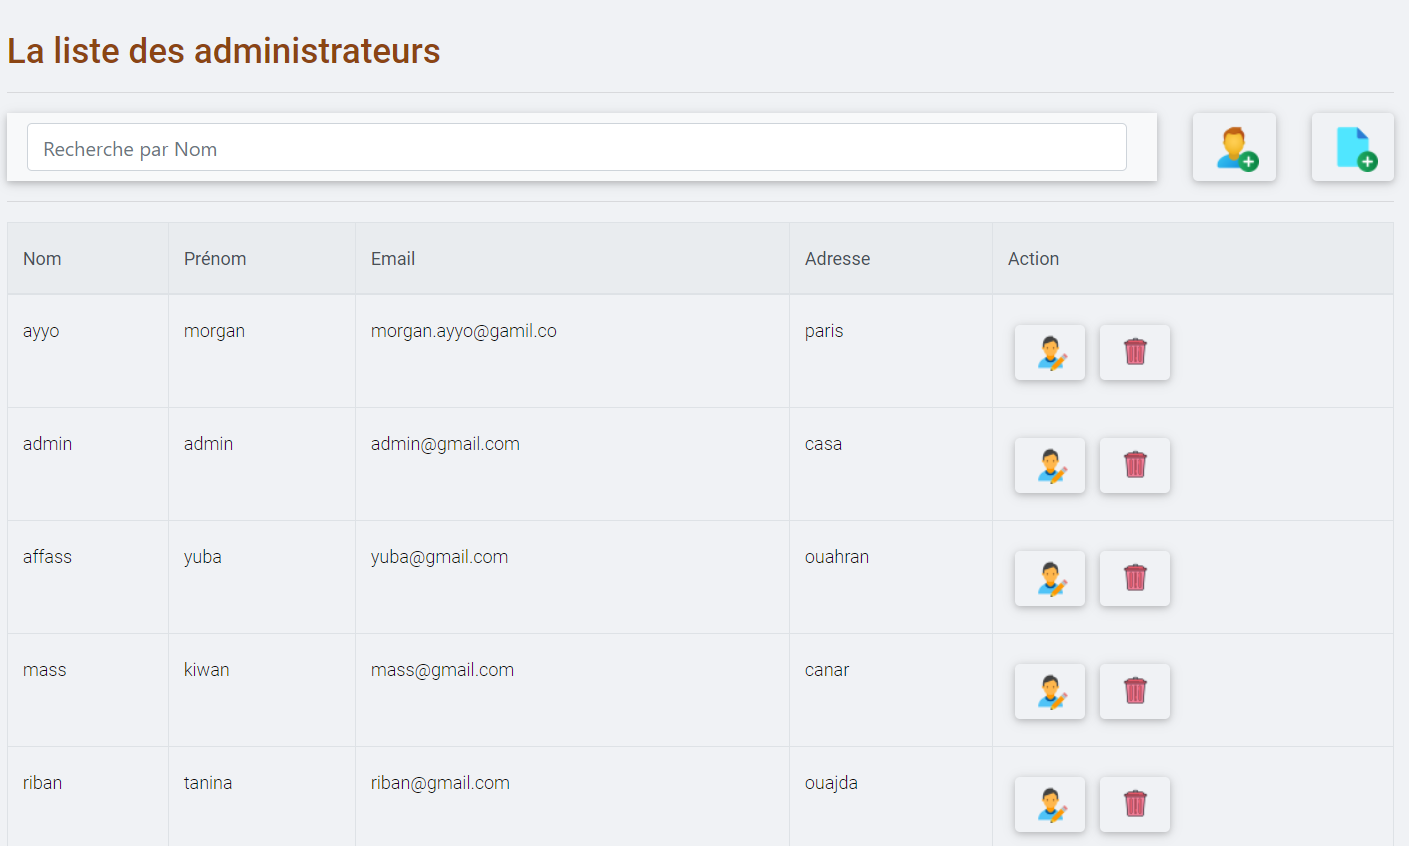 La liste des administrateurs
Recherche par Nom
Nom Prénom Email Adresse Action
ayyo morgan morgan.ayyo@gamil.co paris
admin admin admin@gmail.com casa
affass yuba yuba@gmail.com ouahran
mass kiwan mass@gmail.com canar
riban tanina riban@gmail.com ouajda